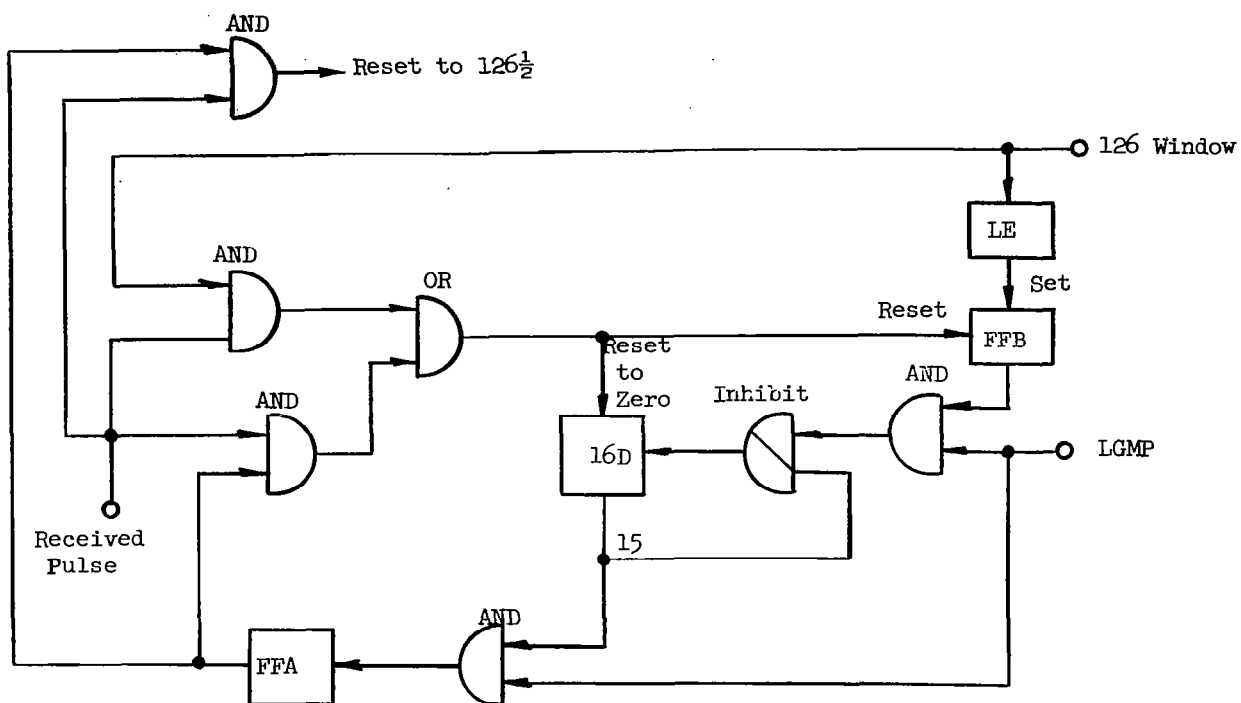 AND
Reset to 126½
126 Window
LE
AND
OR
Set
Reset
FFB
Reset
to
Zero
AND
AND
Inhibit
16D
LGMP
Received
Pulse
15
AND
FFA